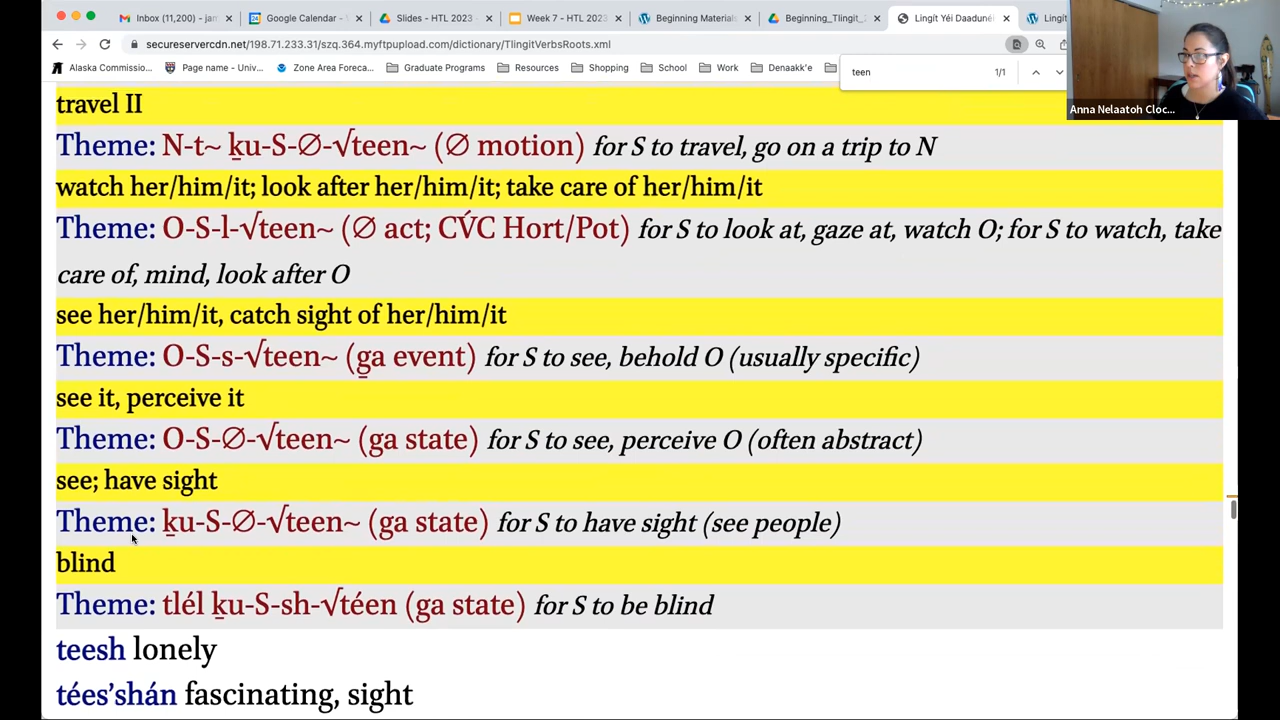 Inbox (11,200) - jan
Google Calendar -
Slides - HTL 2023
Week 7 - HTL 2023
Beginning Materials
Beginning_Tlingit_
Lingít Yéi Daaduné
Lingít
secureservercdn.net/198.71.233.31/szq.364.myftpupload.com/dictionary/TlingitVerbsRoots.xml
Alaska Commissio...
Page name - Univ...
Zone Area Foreca...
Graduate Programs
Resources
Shopping
School
Work
Denaakk'e
teen
1/1
Anna Nelaatoh Cloc...
travel II
Theme: N-t~ ḵu-S-∅-√teen~ (∅ motion) for S to travel, go on a trip to N
watch her/him/it; look after her/him/it; take care of her/him/it
Theme: O-S-l-√teen~ (∅ act; CV́C Hort/Pot) for S to look at, gaze at, watch O; for S to watch, take
care of, mind, look after O
see her/him/it, catch sight of her/him/it
Theme: O-S-s-√teen~ (g̱a event) for S to see, behold O (usually specific)
see it, perceive it
Theme: O-S-∅-√teen~ (ga state) for S to see, perceive O (often abstract)
see; have sight
Theme: ḵu-S-∅-√teen~ (ga state) for S to have sight (see people)
blind
Theme: tlél ḵu-S-sh-√téen (ga state) for S to be blind
teesh lonely
tées'shán fascinating, sight